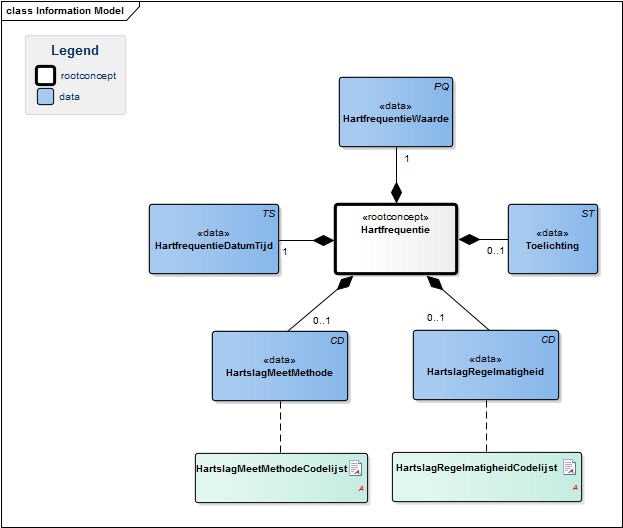 class Information Model
Legend
rootconcept
data
PQ
«data»
HartfrequentieWaarde
1
TS
«data»
HartfrequentieDatumTijd
1
«rootconcept»
Hartfrequentie
ST
«data»
Toelichting
0..1
0..1
0..1
CD
«data»
HartslagMeetMethode
CD
«data»
HartslagRegelmatigheid
HartslagMeetMethodeCodelijst
A
HartslagRegelmatigheidCodelijst
A